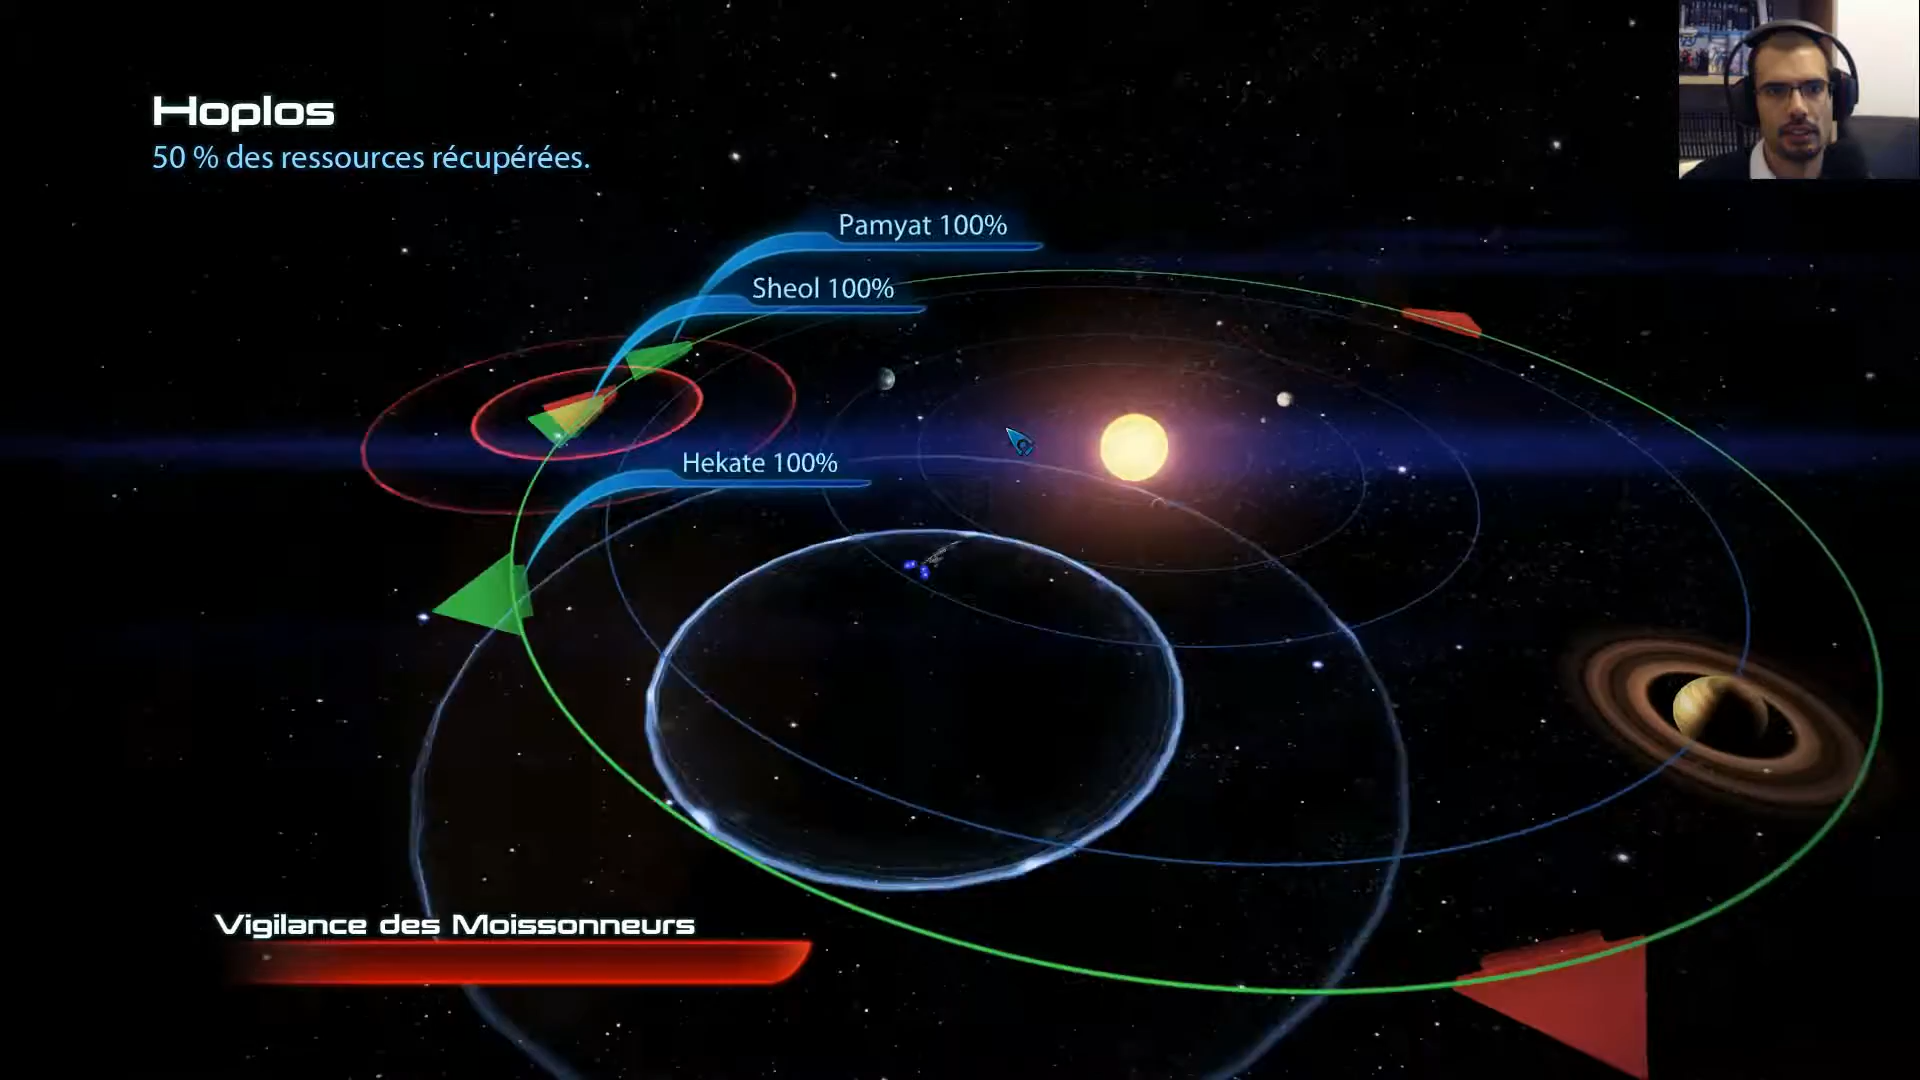 Hoplos
50 % des ressources récupérées.
Pamyat 100%
Sheol 100%
Hekate 100%
Vigilance des Moissonneurs